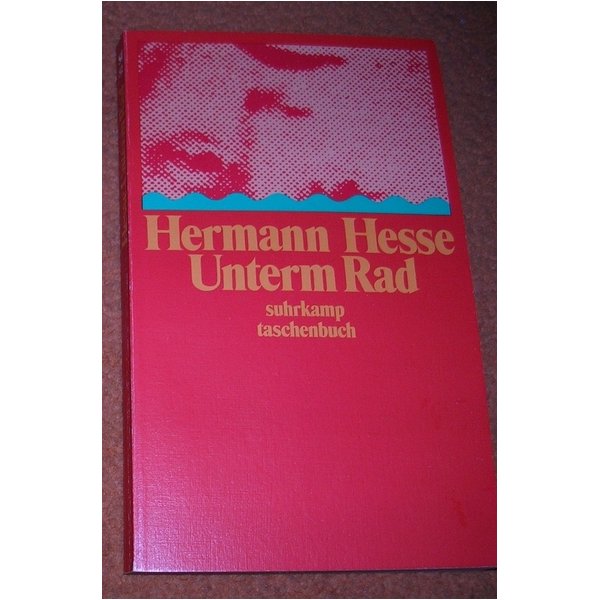 Hermann Hesse
Unterm Rad
suhrkamp
taschenbuch